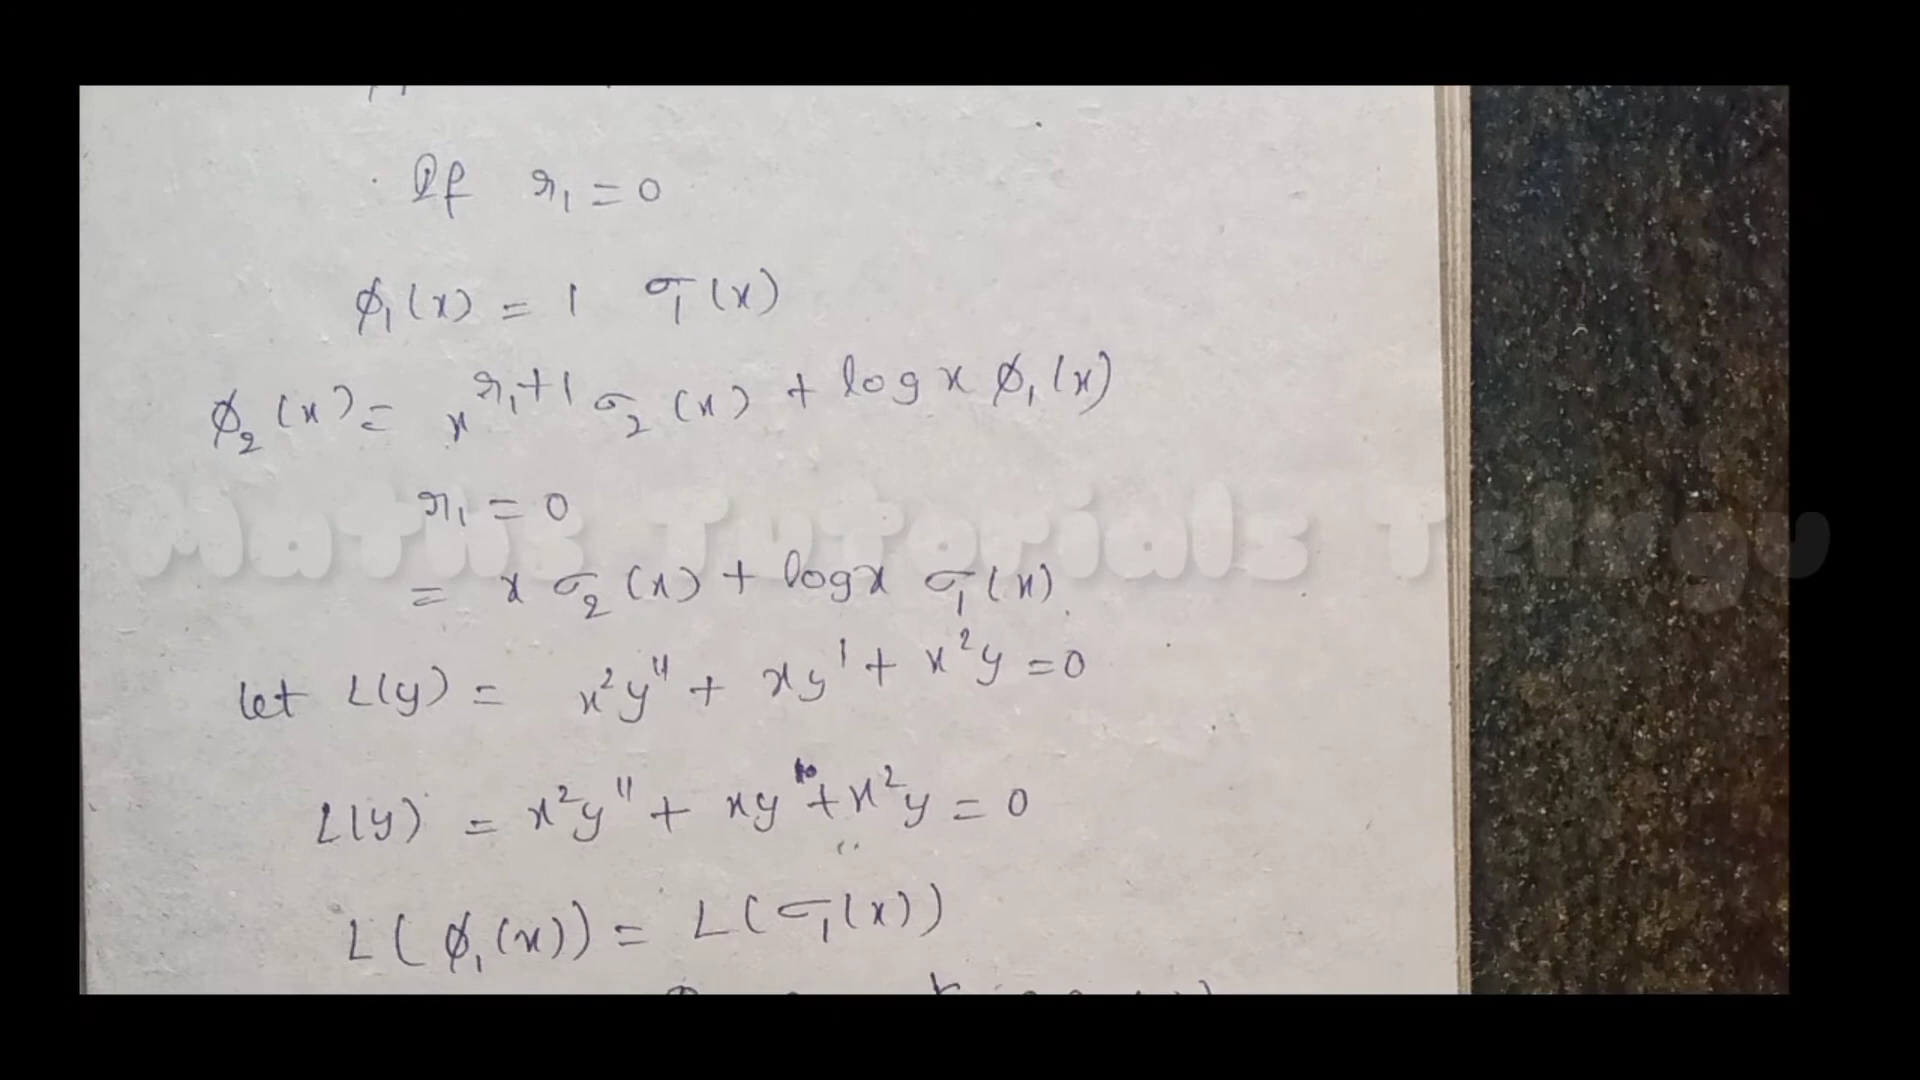 If r₁ = 0
ϕ₁(x) = 1 σ₁(x)
ϕ₂(x) = x^{r₁+1} σ₂(x) + log x ϕ₁(x)
r₁ = 0
Maths Tutorials Telugu
= x σ₂(x) + log x σ₁(x)
let L(y) = x²y'' + xy' + x²y = 0
L(y) = x²y'' + xy' + x²y = 0
L(ϕ₁(x)) = L(σ₁(x))